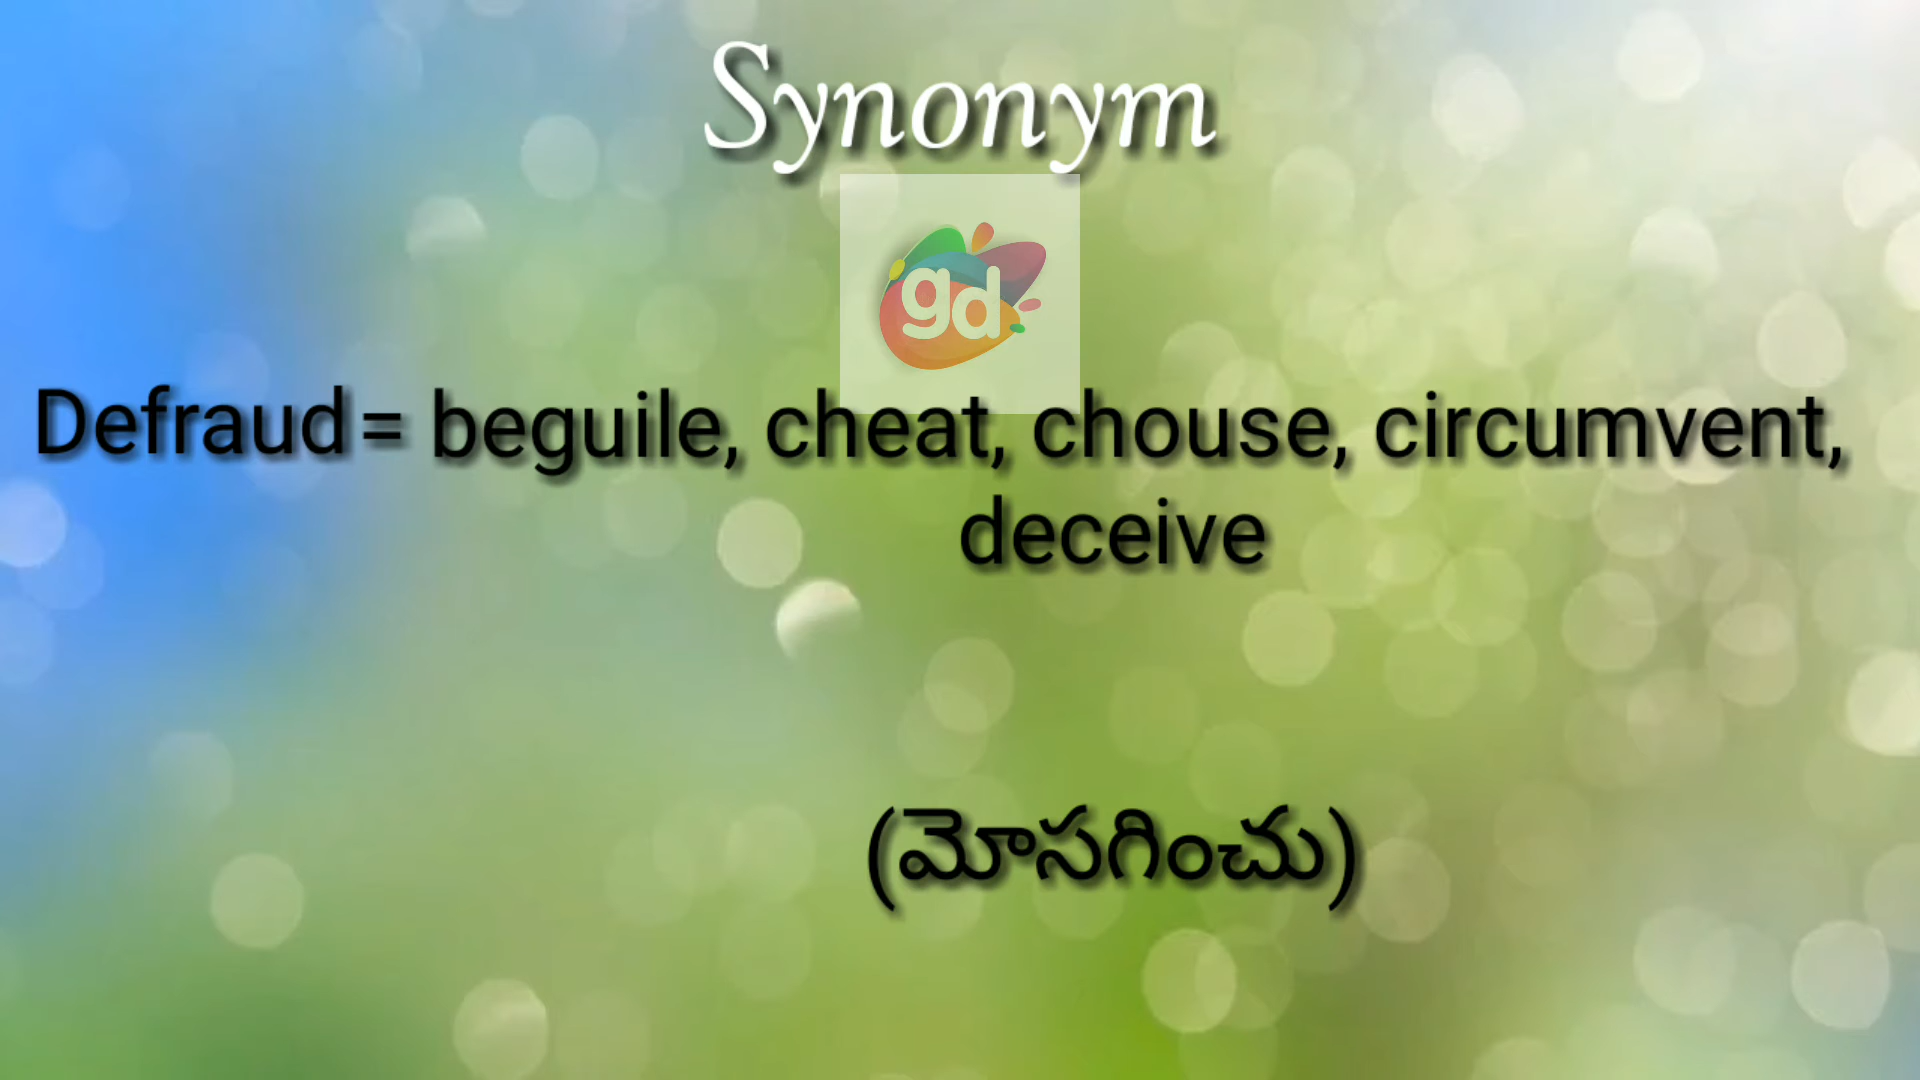 Synonym
gd
Defraud = beguile, cheat, chouse, circumvent,
deceive
(మోసగించు)